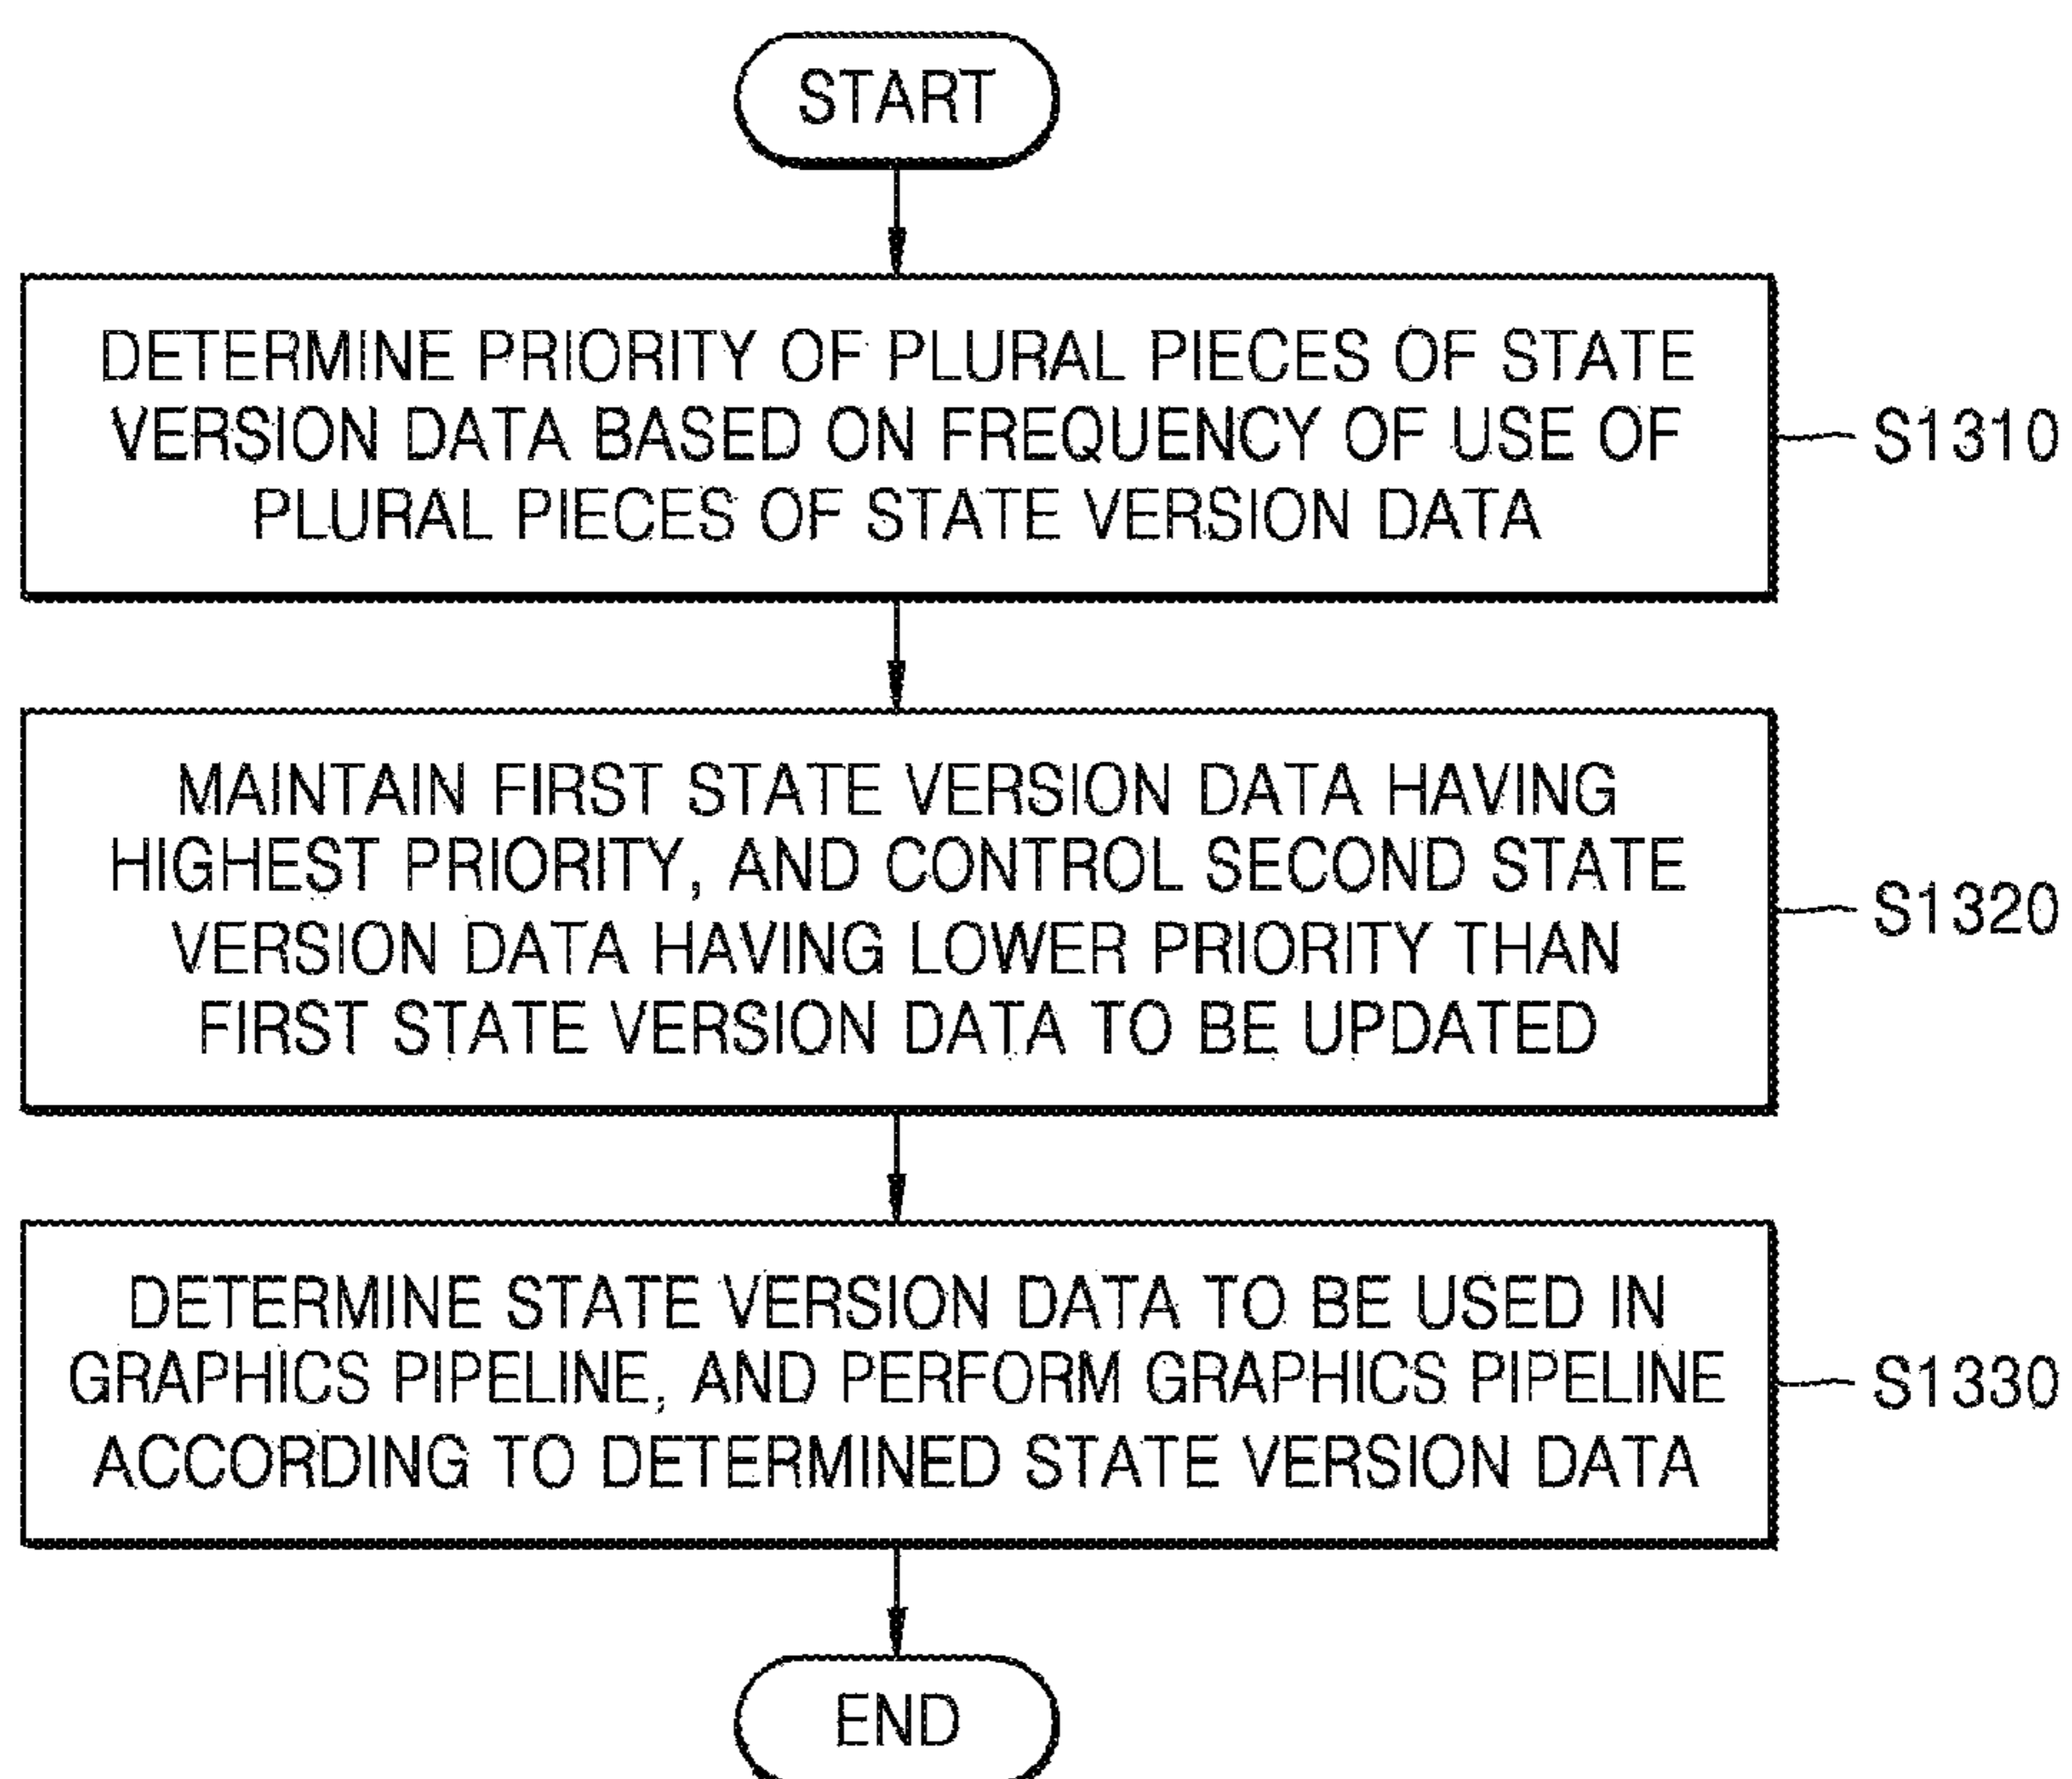 START
DETERMINE PRIORITY OF PLURAL PIECES OF STATE
VERSION DATA BASED ON FREQUENCY OF USE OF
PLURAL PIECES OF STATE VERSION DATA
S1310
MAINTAIN FIRST STATE VERSION DATA HAVING
HIGHEST PRIORITY, AND CONTROL SECOND STATE
VERSION DATA HAVING LOWER PRIORITY THAN
FIRST STATE VERSION DATA TO BE UPDATED
S1320
DETERMINE STATE VERSION DATA TO BE USED IN
GRAPHICS PIPELINE, AND PERFORM GRAPHICS PIPELINE
ACCORDING TO DETERMINED STATE VERSION DATA
S1330
END